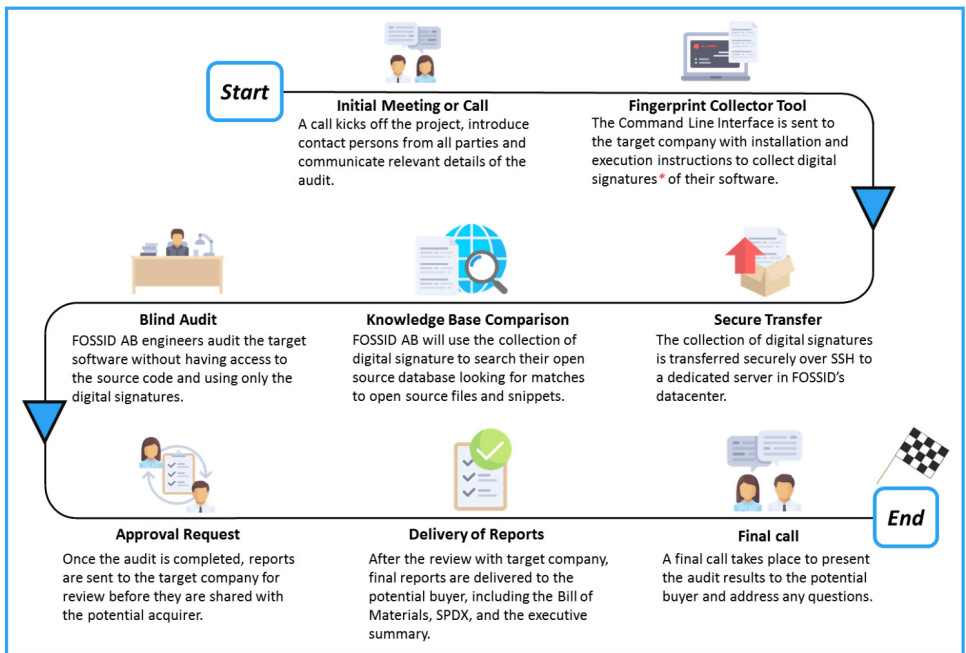 Start
Initial Meeting or Call
A call kicks off the project, introduce
contact persons from all parties and
communicate relevant details of the
audit.
Fingerprint Collector Tool
The Command Line Interface is sent to
the target company with installation and
execution instructions to collect digital
signatures* of their software.
Secure Transfer
The collection of digital signatures
is transferred securely over SSH to
a dedicated server in FOSSID’s
datacenter.
Knowledge Base Comparison
FOSSID AB will use the collection of
digital signature to search their open
source database looking for matches
to open source files and snippets.
Blind Audit
FOSSID AB engineers audit the target
software without having access to
the source code and using only the
digital signatures.
Approval Request
Once the audit is completed, reports
are sent to the target company for
review before they are shared with
the potential acquirer.
Delivery of Reports
After the review with target company,
final reports are delivered to the
potential buyer, including the Bill of
Materials, SPDX, and the executive
summary.
Final call
A final call takes place to present
the audit results to the potential
buyer and address any questions.
End